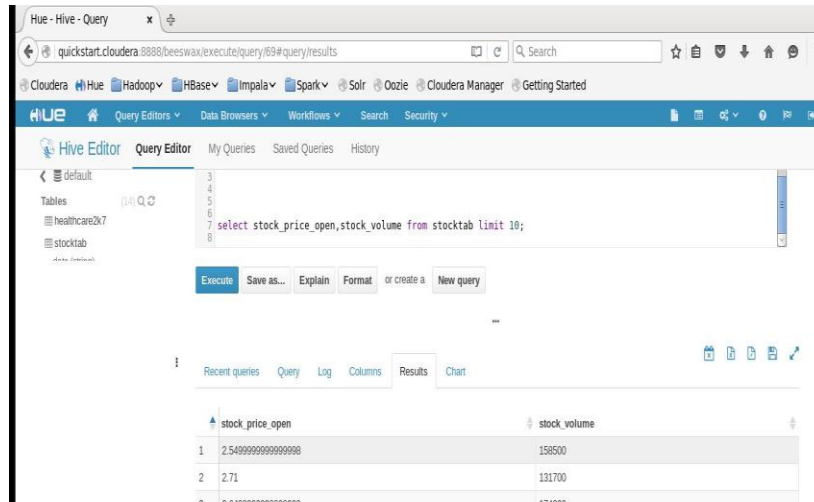 Hue - Hive - Query
quickstart.cloudera:8888/beeswax/execute/query/69#query/results
Search
Cloudera Hue Hadoop HBase Impala Spark Solr Oozie Cloudera Manager Getting Started
HUE Query Editors Data Browsers Workflows Search Security
Hive Editor Query Editor My Queries Saved Queries History
default
Tables (14)
healthcare2k7
stocktab
3
4
5
6
7 select stock_price_open,stock_volume from stocktab limit 10;
8
Execute Save as... Explain Format or create a New query
Recent queries Query Log Columns Results Chart
stock_price_open stock_volume
1 2.5499999999999998 158500
2 2.71 131700